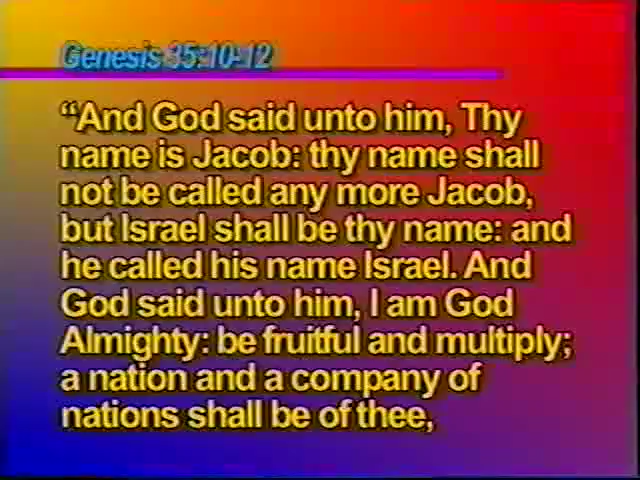 Genesis 35:10-12
“And God said unto him, Thy
name is Jacob: thy name shall
not be called any more Jacob,
but Israel shall be thy name: and
he called his name Israel. And
God said unto him, I am God
Almighty: be fruitful and multiply;
a nation and a company of
nations shall be of thee,